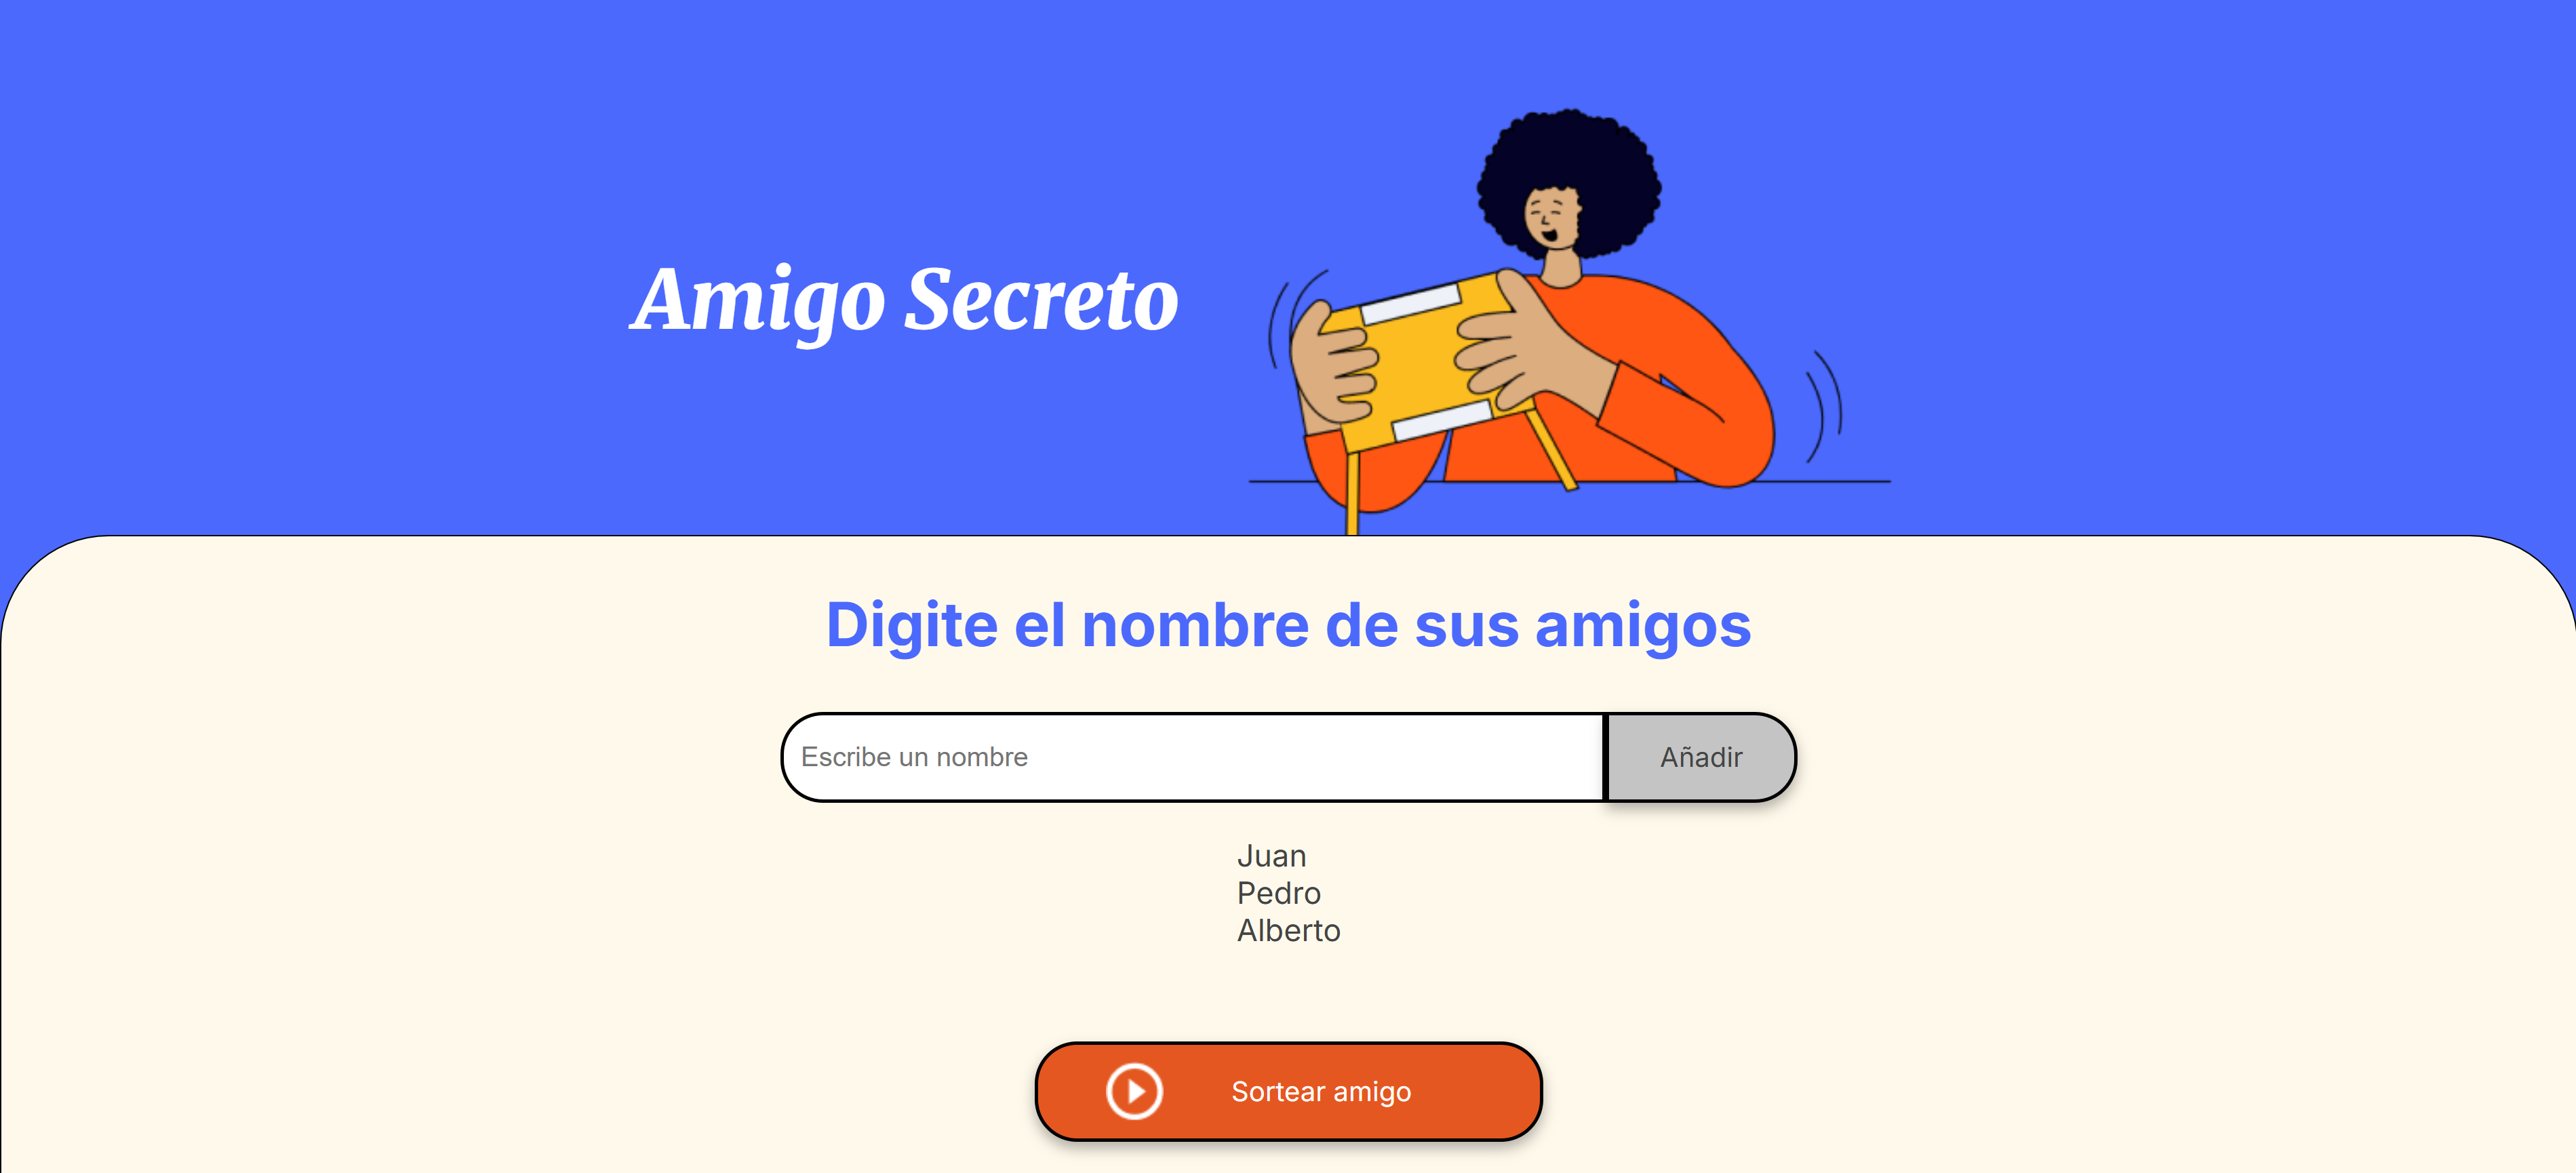 Amigo Secreto
Digite el nombre de sus amigos
Escribe un nombre
Añadir
Juan
Pedro
Alberto
Sortear amigo